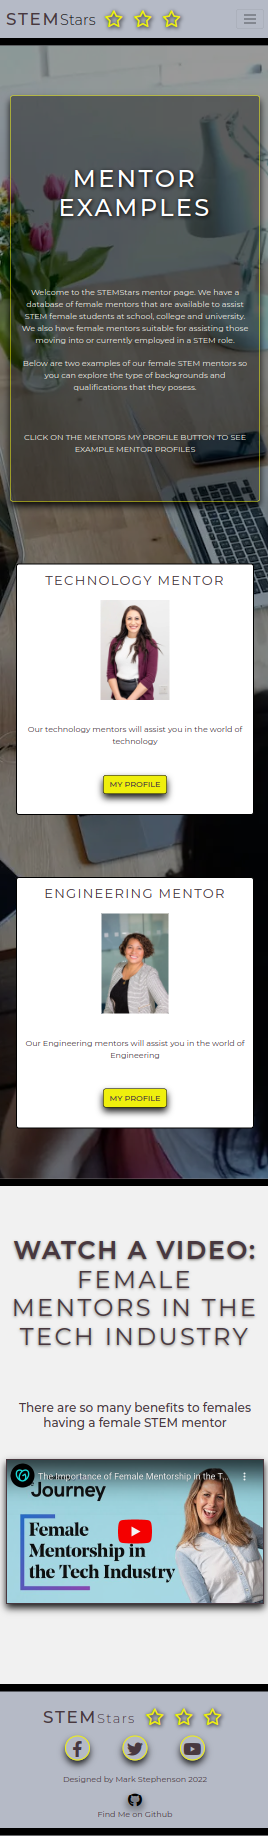 STEMStars
MENTOR
EXAMPLES
Welcome to the STEMStars mentor page. We have a
database of female mentors that are available to assist
STEM female students at school, college and university.
We also have female mentors suitable for assisting those
moving into or currently employed in a STEM role.
Below are two examples of our female STEM mentors so
you can explore the type of backgrounds and
qualifications that they posess.
CLICK ON THE MENTORS MY PROFILE BUTTON TO SEE
EXAMPLE MENTOR PROFILES
TECHNOLOGY MENTOR
Our technology mentors will assist you in the world of
technology
MY PROFILE
ENGINEERING MENTOR
Our Engineering mentors will assist you in the world of
Engineering
MY PROFILE
WATCH A VIDEO:
FEMALE
MENTORS IN THE
TECH INDUSTRY
There are so many benefits to females
having a female STEM mentor
The Importance of Female Mentorship in the T...
Journey
Female
Mentorship in
the Tech Industry
STEMStars
Designed by Mark Stephenson 2022
Find Me on Github